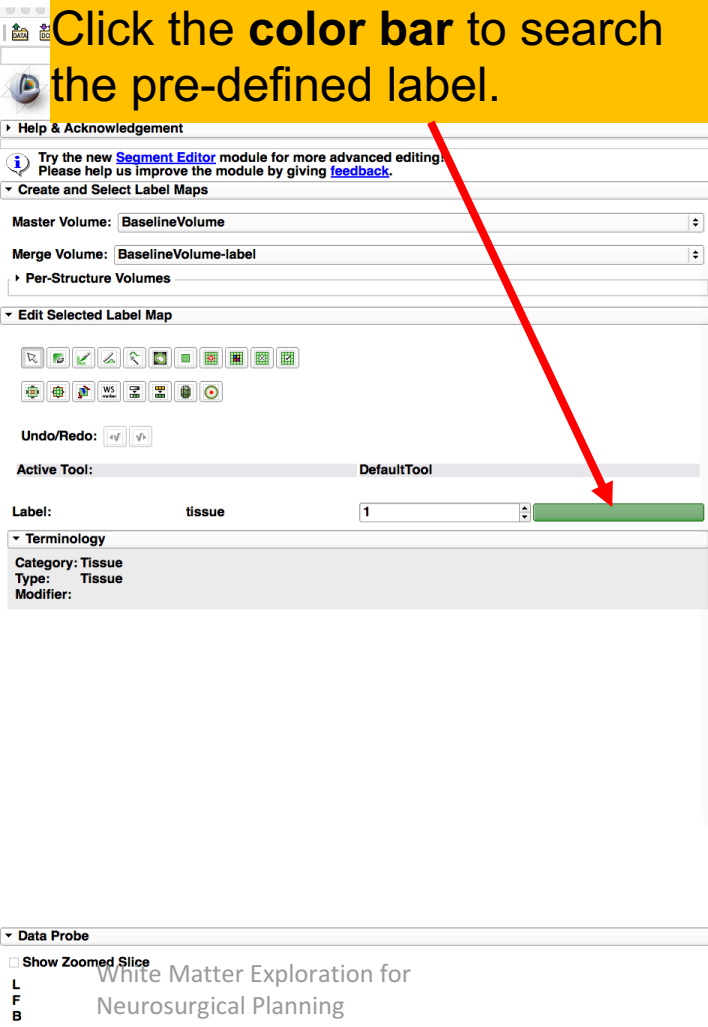 Click the color bar to search
the pre-defined label.
DATA
Help & Acknowledgement
Try the new Segment Editor module for more advanced editing!
Please help us improve the module by giving feedback.
Create and Select Label Maps
Master Volume: BaselineVolume
Merge Volume: BaselineVolume-label
Per-Structure Volumes
Edit Selected Label Map
WS
Undo/Redo:
Active Tool: DefaultTool
Label: tissue 1
Terminology
Category: Tissue
Type: Tissue
Modifier:
Data Probe
Show Zoomed Slice
L
F
B
White Matter Exploration for
Neurosurgical Planning